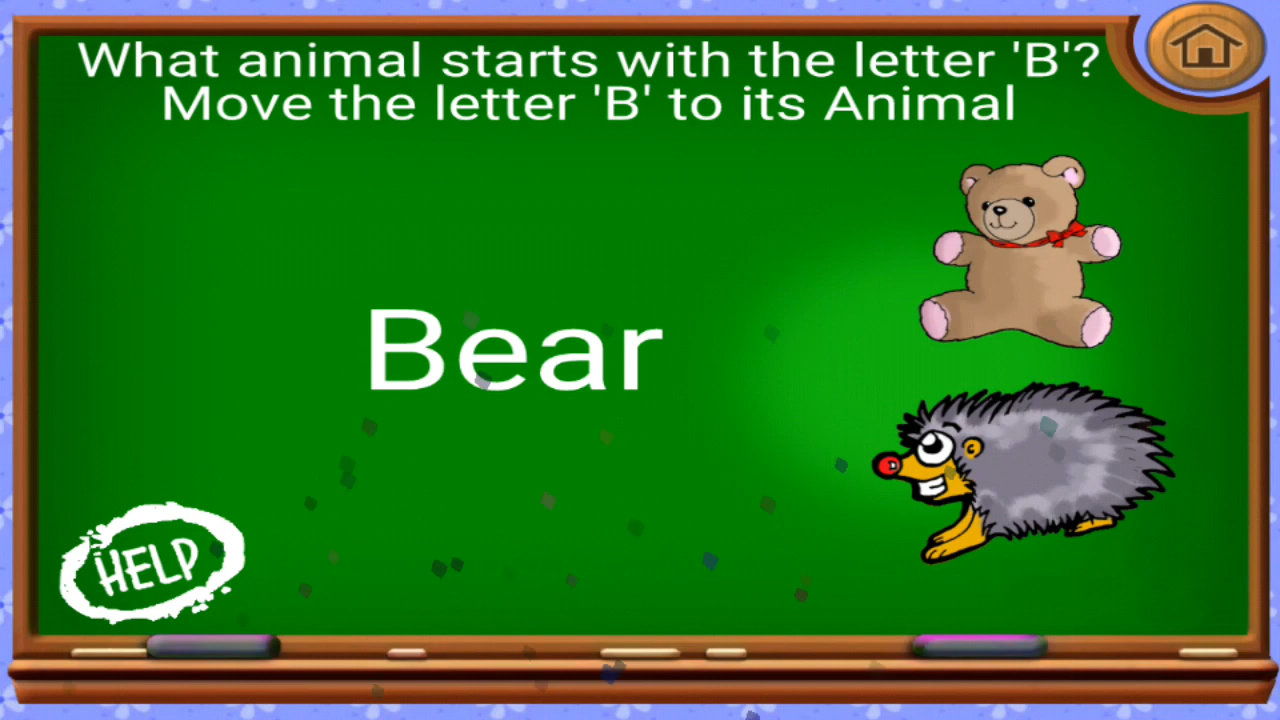 What animal starts with the letter 'B'?
Move the letter 'B' to its Animal
Bear
HELP